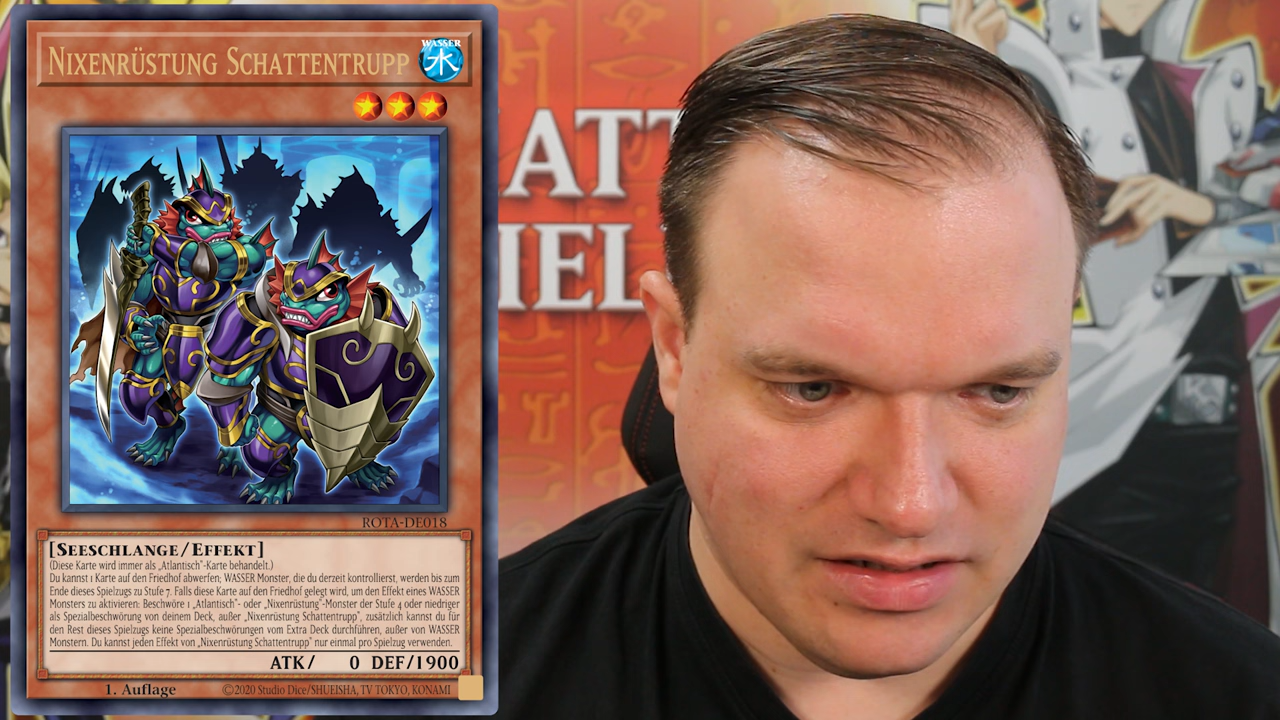 Nixenrüstung Schattentrupp
WASSER
水
ROTA-DE018
[Seeschlange/Effekt]
(Diese Karte wird immer als „Atlantisch"-Karte behandelt.)
Du kannst 1 Karte auf den Friedhof abwerfen; WASSER Monster, die du derzeit kontrollierst, werden bis zum
Ende dieses Spielzugs zu Stufe 7. Falls diese Karte auf den Friedhof gelegt wird, um den Effekt eines WASSER
Monsters zu aktivieren: Beschwöre 1 „Atlantisch"- oder „Nixenrüstung"-Monster der Stufe 4 oder niedriger
als Spezialbeschwörung von deinem Deck, außer „Nixenrüstung Schattentrupp", zusätzlich kannst du für
den Rest dieses Spielzugs keine Spezialbeschwörungen vom Extra Deck durchführen, außer von WASSER
Monstern. Du kannst jeden Effekt von „Nixenrüstung Schattentrupp" nur einmal pro Spielzug verwenden.
ATK/ 0 DEF/1900
1. Auflage ©2020 Studio Dice/SHUEISHA, TV TOKYO, KONAMI
ATT
IEL